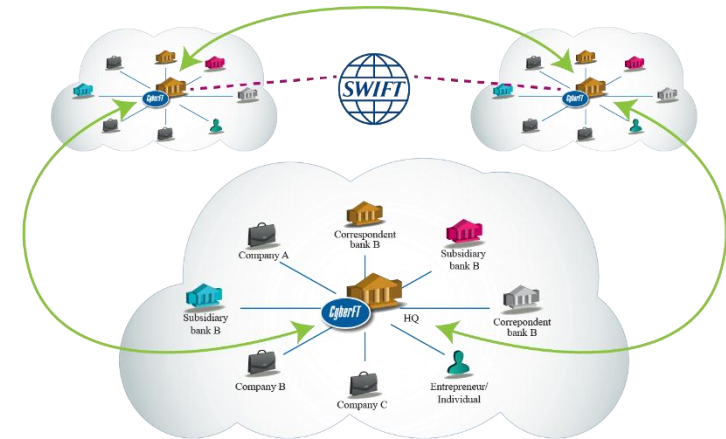 SWIFT
CyberFT
CyberFT
Correspondent
bank B
Company A
Subsidiary
bank B
Subsidiary
bank B
CyberFT
HQ
Correpondent
bank B
Company B
Company C
Entrepreneur/
Individual